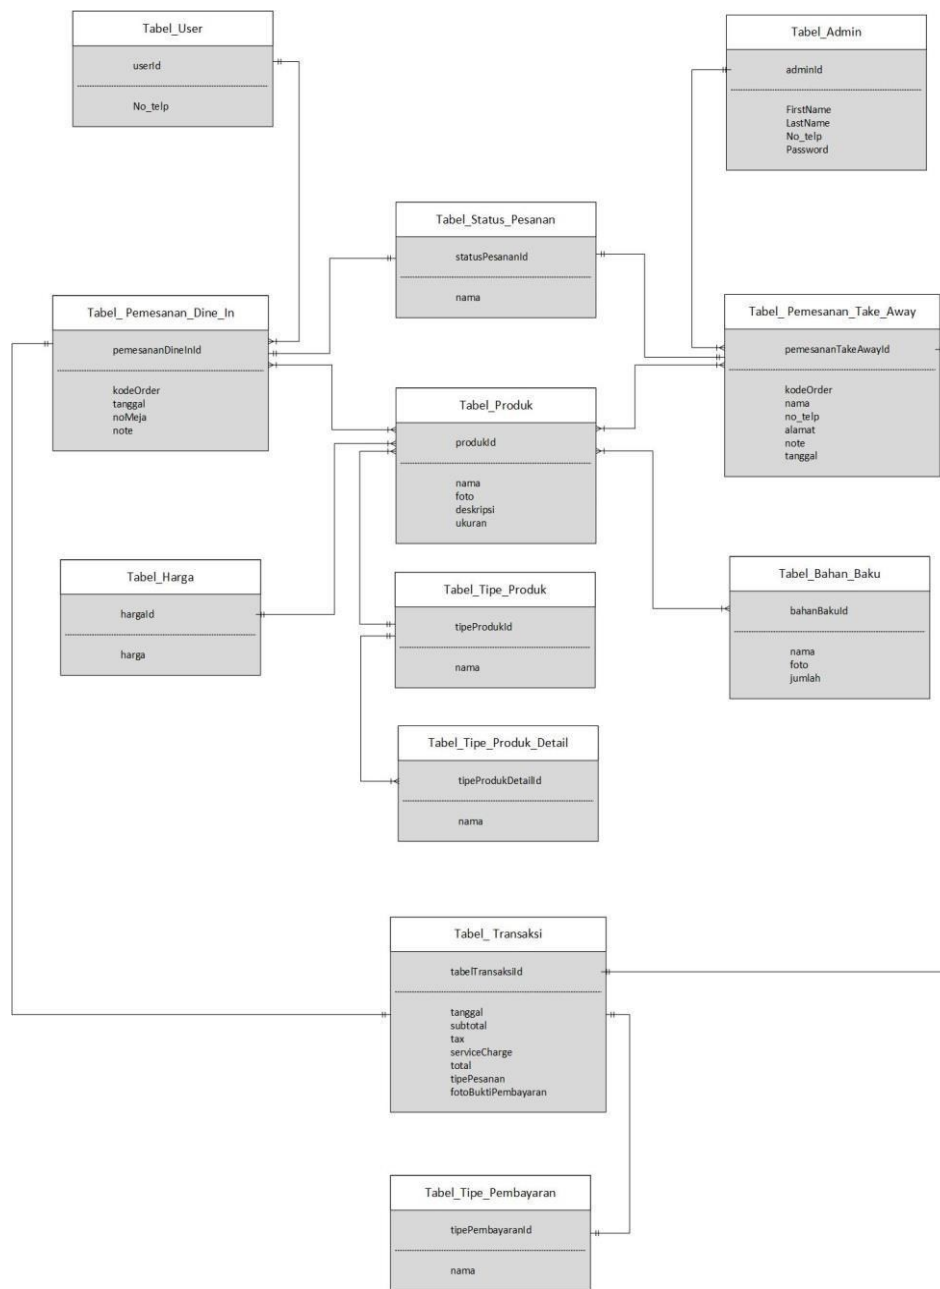 Tabel_User
userId
No_telp
Tabel_Admin
adminId
FirstName
LastName
No_telp
Password
Tabel_Status_Pesanan
statusPesananId
nama
Tabel_ Pemesanan_Dine_In
pemesananDineInId
kodeOrder
tanggal
noMeja
note
Tabel_ Pemesanan_Take_Away
pemesananTakeAwayId
kodeOrder
nama
no_telp
alamat
note
tanggal
Tabel_Produk
produkId
nama
foto
deskripsi
ukuran
Tabel_Harga
hargaId
harga
Tabel_Tipe_Produk
tipeProdukId
nama
Tabel_Bahan_Baku
bahanBakuId
nama
foto
jumlah
Tabel_Tipe_Produk_Detail
tipeProdukDetailId
nama
Tabel_ Transaksi
tabelTransaksiId
tanggal
subtotal
tax
serviceCharge
total
tipePesanan
fotoBuktiPembayaran
Tabel_Tipe_Pembayaran
tipePembayaranId
nama